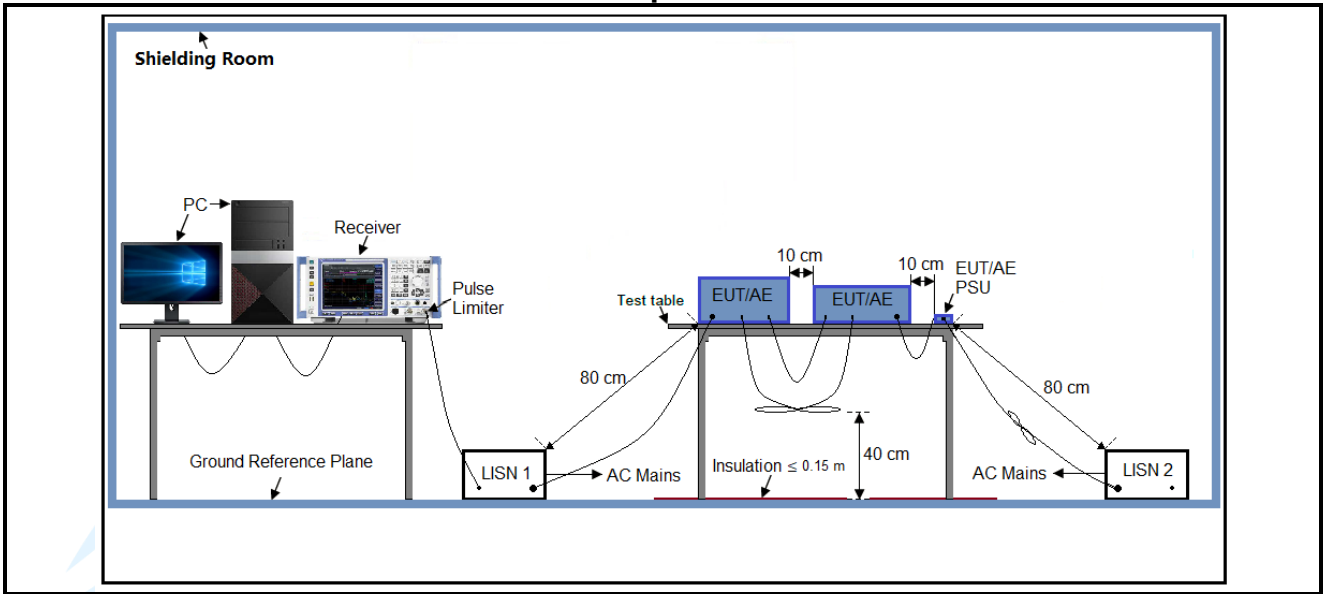 Shielding Room
PC
Receiver
Pulse
Limiter
Test table
EUT/AE
10 cm
EUT/AE
10 cm
EUT/AE
PSU
80 cm
80 cm
40 cm
Ground Reference Plane
LISN 1
AC Mains
Insulation ≤ 0.15 m
AC Mains
LISN 2